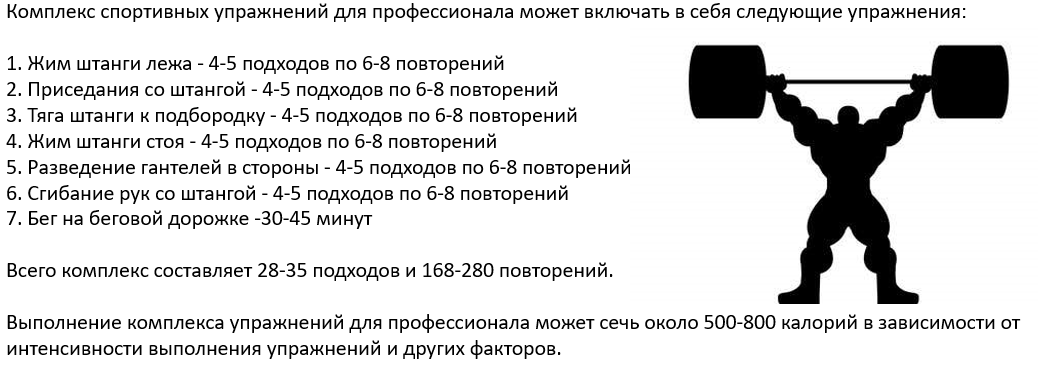 Комплекс спортивных упражнений для профессионала может включать в себя следующие упражнения:
1. Жим штанги лежа - 4-5 подходов по 6-8 повторений
2. Приседания со штангой - 4-5 подходов по 6-8 повторений
3. Тяга штанги к подбородку - 4-5 подходов по 6-8 повторений
4. Жим штанги стоя - 4-5 подходов по 6-8 повторений
5. Разведение гантелей в стороны - 4-5 подходов по 6-8 повторений
6. Сгибание рук со штангой - 4-5 подходов по 6-8 повторений
7. Бег на беговой дорожке -30-45 минут
Всего комплекс составляет 28-35 подходов и 168-280 повторений.
Выполнение комплекса упражнений для профессионала может сечь около 500-800 калорий в зависимости от
интенсивности выполнения упражнений и других факторов.